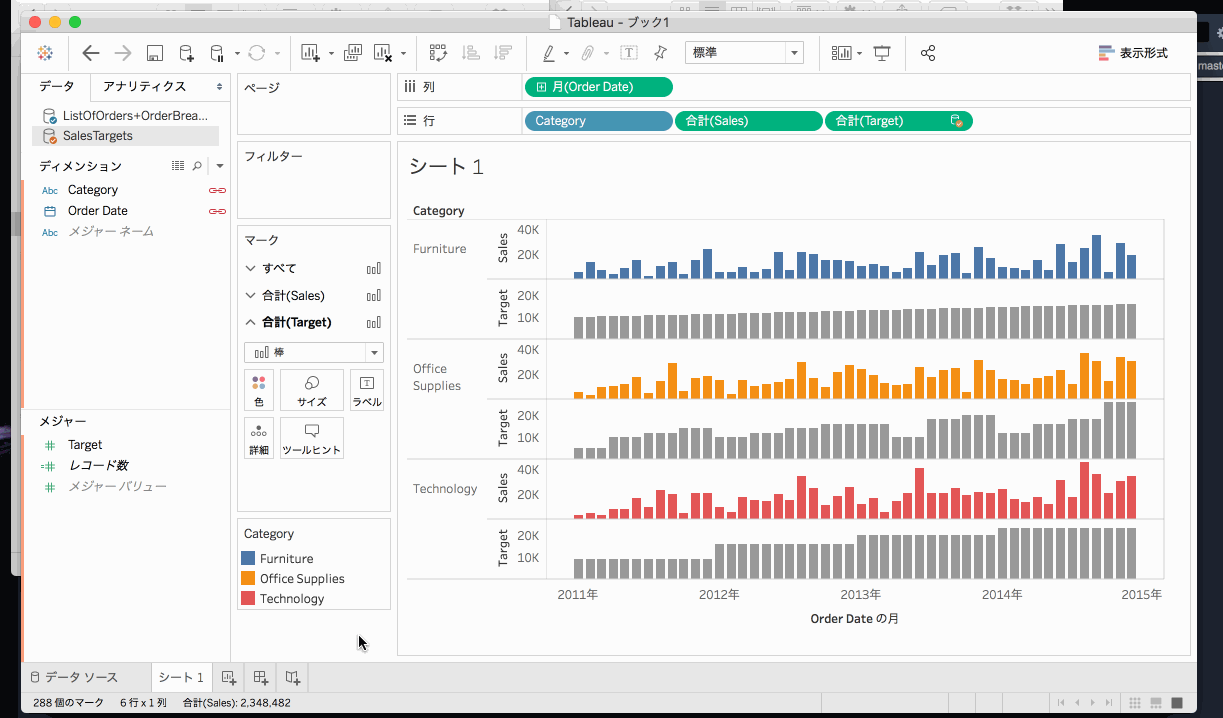 Tableau - ブック1
標準
表示形式
データ
アナリティクス
ListOfOrders+OrderBrea...
SalesTargets
ディメンション
Abc Category
Order Date
Abc メジャー ネーム
メジャー
Target
レコード数
メジャー バリュー
ページ
フィルター
マーク
すべて
合計(Sales)
合計(Target)
棒
色
サイズ
T
ラベル
詳細
ツールヒント
Category
Furniture
Office Supplies
Technology
列
月(Order Date)
行
Category
合計(Sales)
合計(Target)
シート 1
Category
Furniture
Sales
40K
20K
Target
20K
10K
Office
Supplies
Sales
40K
20K
Target
20K
10K
Technology
Sales
40K
20K
Target
20K
10K
2011年
2012年
2013年
2014年
2015年
Order Date の月
データ ソース
シート 1
288 個のマーク
6 行 x 1 列
合計(Sales): 2,348,482
mast